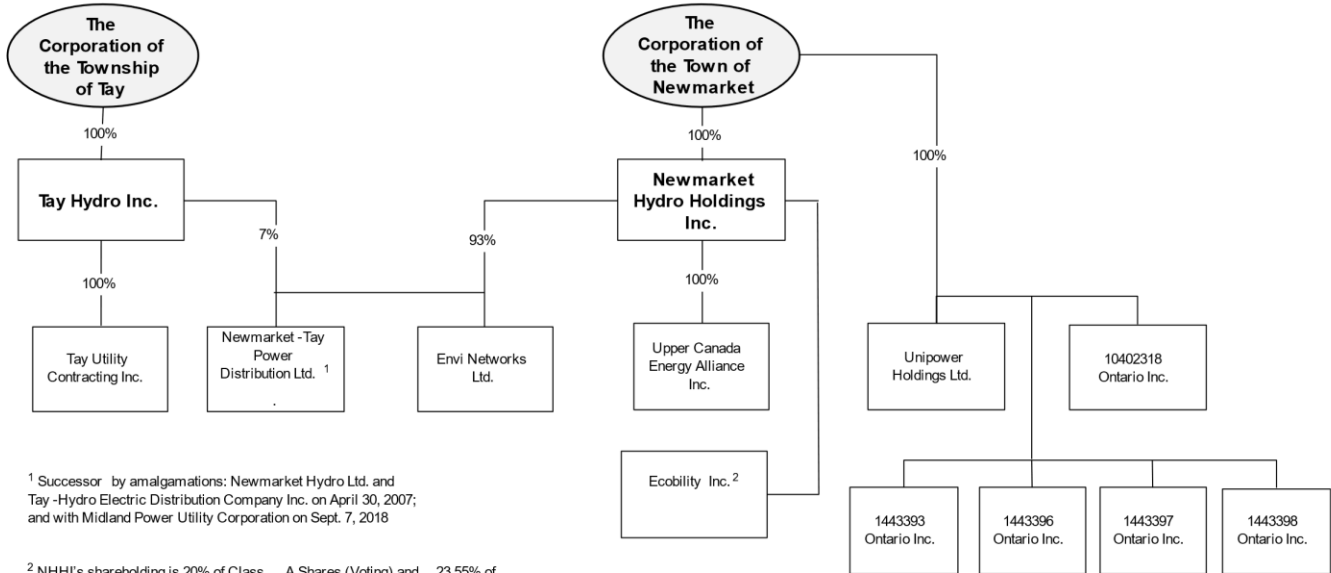 The
Corporation of
the Township
of Tay
The
Corporation of
the Town of
Newmarket
100%
100%
100%
Tay Hydro Inc.
Newmarket
Hydro Holdings
Inc.
7%
93%
100%
100%
Tay Utility
Contracting Inc.
Newmarket -Tay
Power
Distribution Ltd. 1
.
Envi Networks
Ltd.
Upper Canada
Energy Alliance
Inc.
Unipower
Holdings Ltd.
10402318
Ontario Inc.
Ecobility Inc. 2
1443393
Ontario Inc.
1443396
Ontario Inc.
1443397
Ontario Inc.
1443398
Ontario Inc.
1 Successor by amalgamations: Newmarket Hydro Ltd. and
Tay -Hydro Electric Distribution Company Inc. on April 30, 2007;
and with Midland Power Utility Corporation on Sept. 7, 2018
2 NHHI's shareholding is 20% of Class A Shares (Voting) and 23.55% of